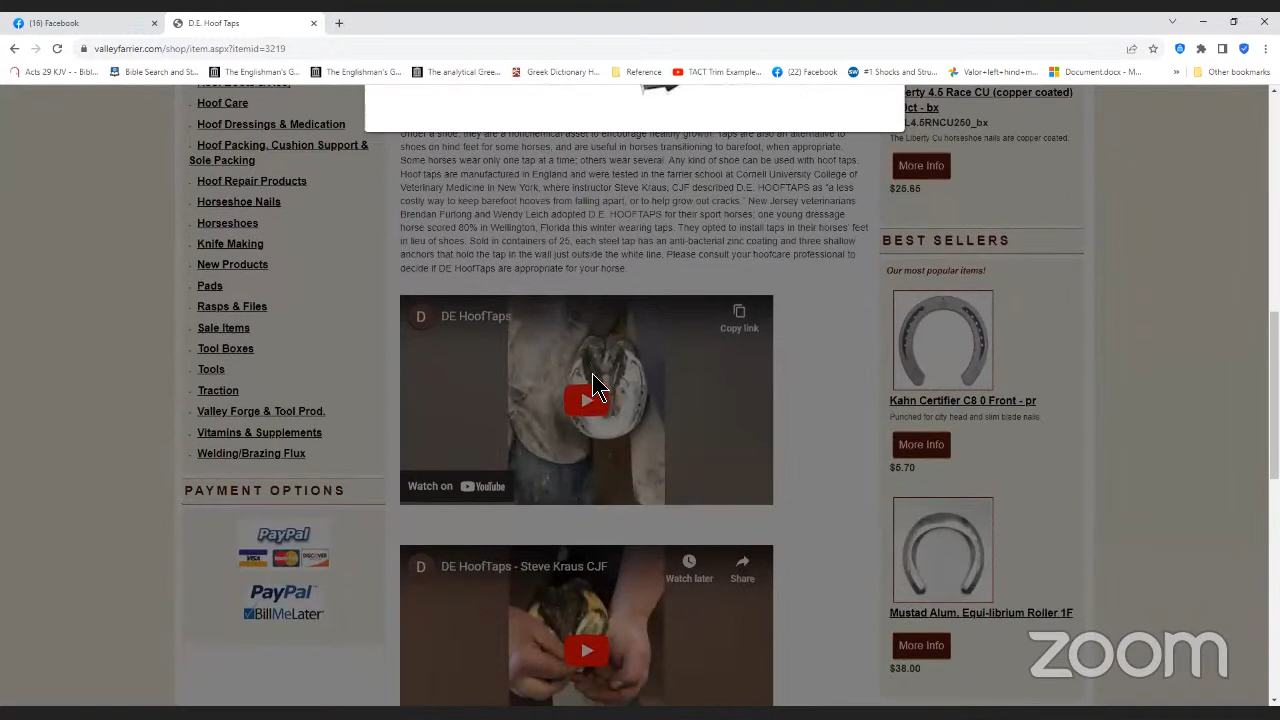 (16) Facebook
D.E. Hoof Taps
valleyfarrier.com/shop/item.aspx?itemid=3219
Acts 29 KJV - - Bibl...
Bible Search and St...
The Englishman's G...
The Englishman's G...
The analytical Gree...
Greek Dictionary H...
Reference
TACT Trim Example...
(22) Facebook
#1 Shocks and Stru...
Valor+left+hind+m...
Document.docx - M...
Other bookmarks
Hoof Care
Hoof Dressings & Medication
Hoof Packing, Cushion Support &
Sole Packing
Hoof Repair Products
Horseshoe Nails
Horseshoes
Knife Making
New Products
Pads
Rasps & Files
Sale Items
Tool Boxes
Tools
Traction
Valley Forge & Tool Prod.
Vitamins & Supplements
Welding/Brazing Flux
PAYMENT OPTIONS
PayPal
VISA
DISCOVER
PayPal
BillMeLater
Under a shoe, they are a nonchemical asset to encourage healthy growth. Taps are also an alternative to
shoes on hind feet for some horses, and are useful in horses transitioning to barefoot, when appropriate.
Some horses wear only one tap at a time; others wear several. Any kind of shoe can be used with hoof taps.
Hoof taps are manufactured in England and were tested in the farrier school at Cornell University College of
Veterinary Medicine in New York, where instructor Steve Kraus, CJF described D.E. HOOFTAPS as "a less
costly way to keep barefoot hooves from falling apart, or to help grow out cracks." New Jersey veterinarians
Brendan Furlong and Wendy Leich adopted D.E. HOOFTAPS for their sport horses; one young dressage
horse scored 80% in Wellington, Florida this winter wearing taps. They opted to install taps in their horses' feet
in lieu of shoes. Sold in containers of 25, each steel tap has an anti-bacterial zinc coating and three shallow
anchors that hold the tap in the wall just outside the white line. Please consult your hoofcare professional to
decide if DE HoofTaps are appropriate for your horse.
D
DE HoofTaps
Copy link
Watch on YouTube
D
DE HoofTaps - Steve Kraus CJF
Watch later
Share
erty 4.5 Race CU (copper coated)
0ct - bx
L4.5RNCU250_bx
The Liberty Cu horseshoe nails are copper coated.
More Info
$25.65
BEST SELLERS
Our most popular items!
Kahn Certifier C8 0 Front - pr
Punched for city head and slim blade nails
More Info
$5.70
Mustad Alum. Equi-librium Roller 1F
More Info
$38.00
zoom